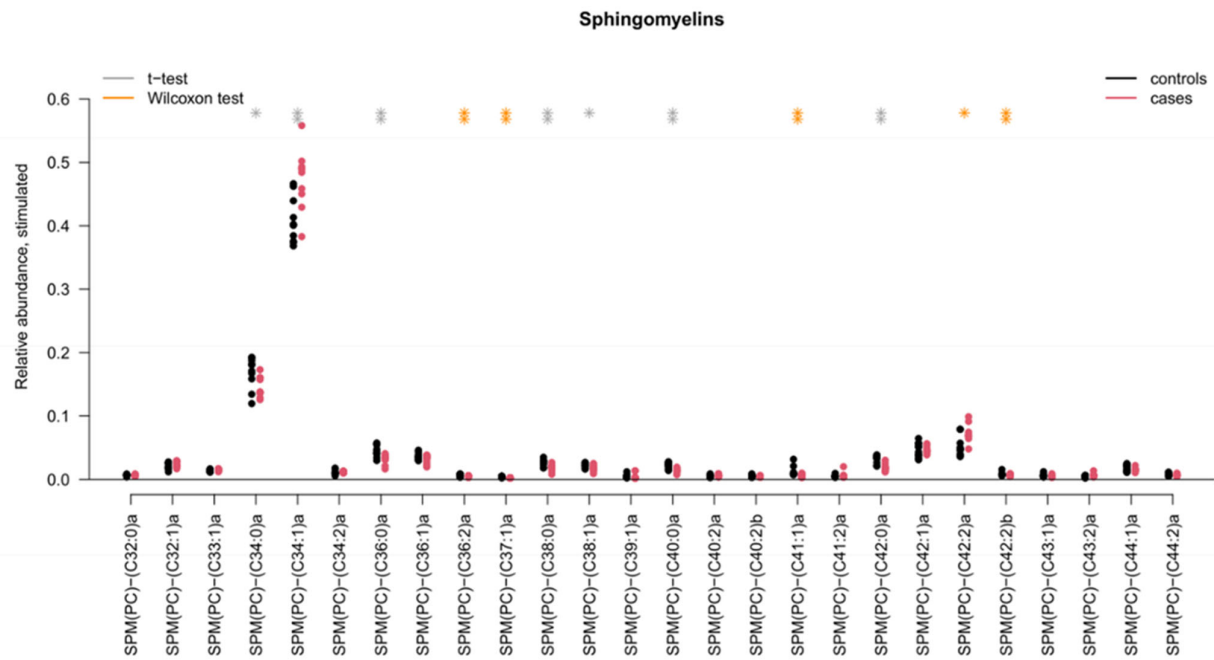 Sphingomyelins
t−test
Wilcoxon test
controls
cases
Relative abundance, stimulated
0.6
0.5
0.4
0.3
0.2
0.1
0.0
SPM(PC)−(C32:0)a
SPM(PC)−(C32:1)a
SPM(PC)−(C33:1)a
SPM(PC)−(C34:0)a
SPM(PC)−(C34:1)a
SPM(PC)−(C34:2)a
SPM(PC)−(C36:0)a
SPM(PC)−(C36:1)a
SPM(PC)−(C36:2)a
SPM(PC)−(C37:1)a
SPM(PC)−(C38:0)a
SPM(PC)−(C38:1)a
SPM(PC)−(C39:1)a
SPM(PC)−(C40:0)a
SPM(PC)−(C40:2)a
SPM(PC)−(C40:2)b
SPM(PC)−(C41:1)a
SPM(PC)−(C41:2)a
SPM(PC)−(C42:0)a
SPM(PC)−(C42:1)a
SPM(PC)−(C42:2)a
SPM(PC)−(C42:2)b
SPM(PC)−(C43:1)a
SPM(PC)−(C43:2)a
SPM(PC)−(C44:1)a
SPM(PC)−(C44:2)a